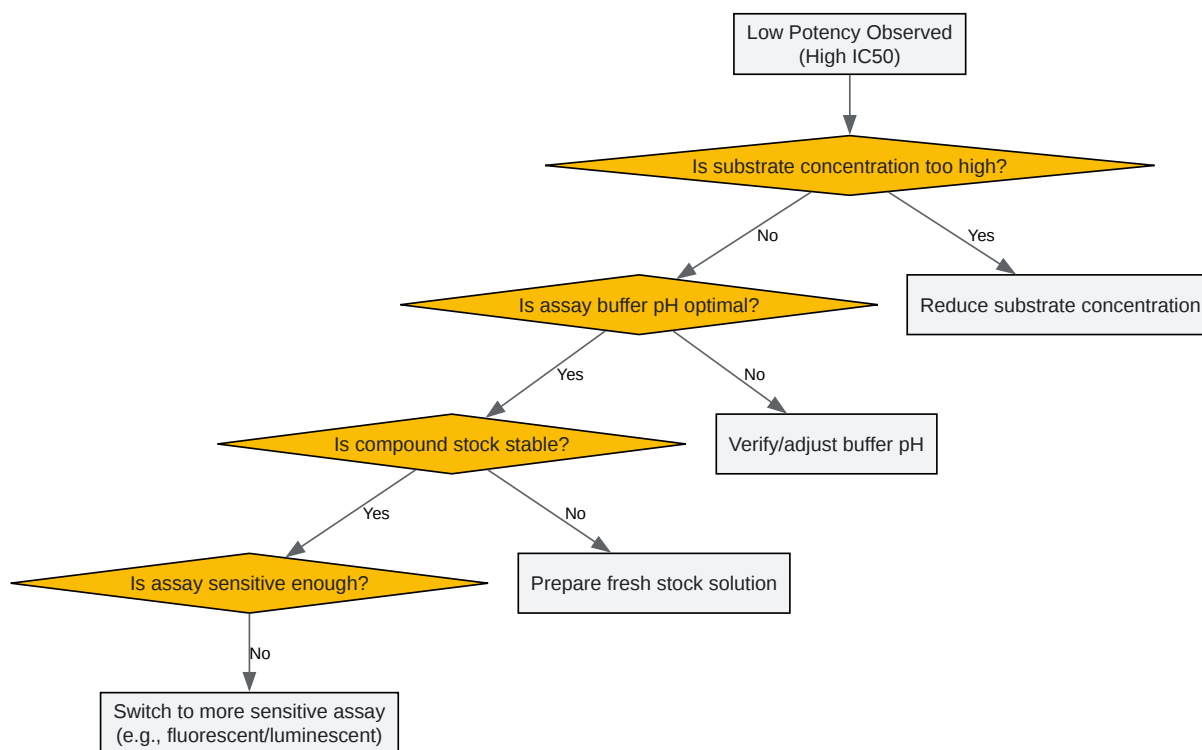 Low Potency Observed
(High IC50)
Is substrate concentration too high?
No
Yes
Is assay buffer pH optimal?
Reduce substrate concentration
Yes
No
Is compound stock stable?
Verify/adjust buffer pH
Yes
No
Is assay sensitive enough?
Prepare fresh stock solution
No
Switch to more sensitive assay
(e.g., fluorescent/luminescent)